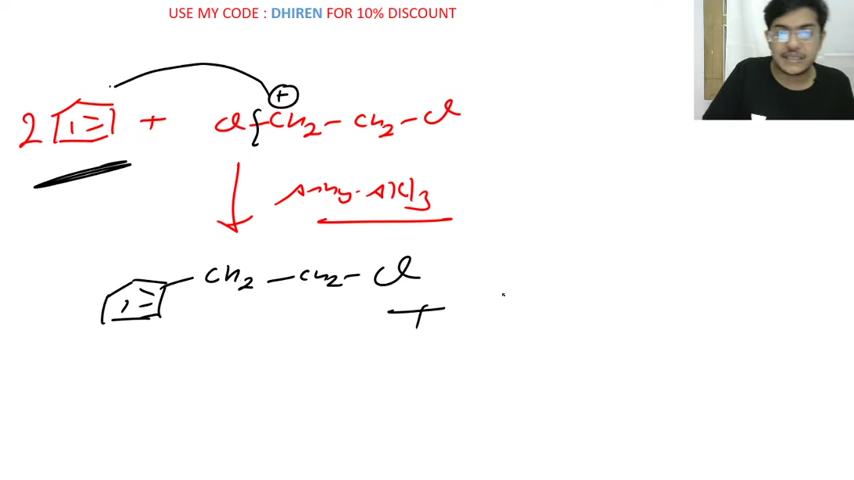 USE MY CODE : DHIREN FOR 10% DISCOUNT
+
2 + Cl CH2 - CH2 - Cl
Anhy. AlCl3
CH2 - CH2 - Cl